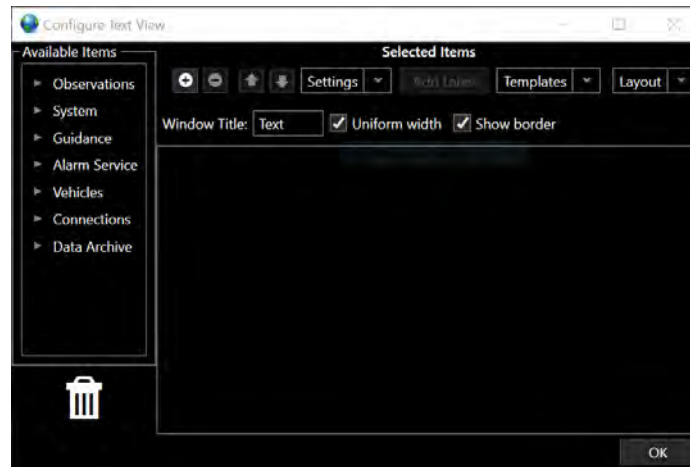 Configure Text View
Available Items
Selected Items
Observations
System
Guidance
Alarm Service
Vehicles
Connections
Data Archive
Settings
Templates
Layout
Window Title: Text Uniform width Show border
OK